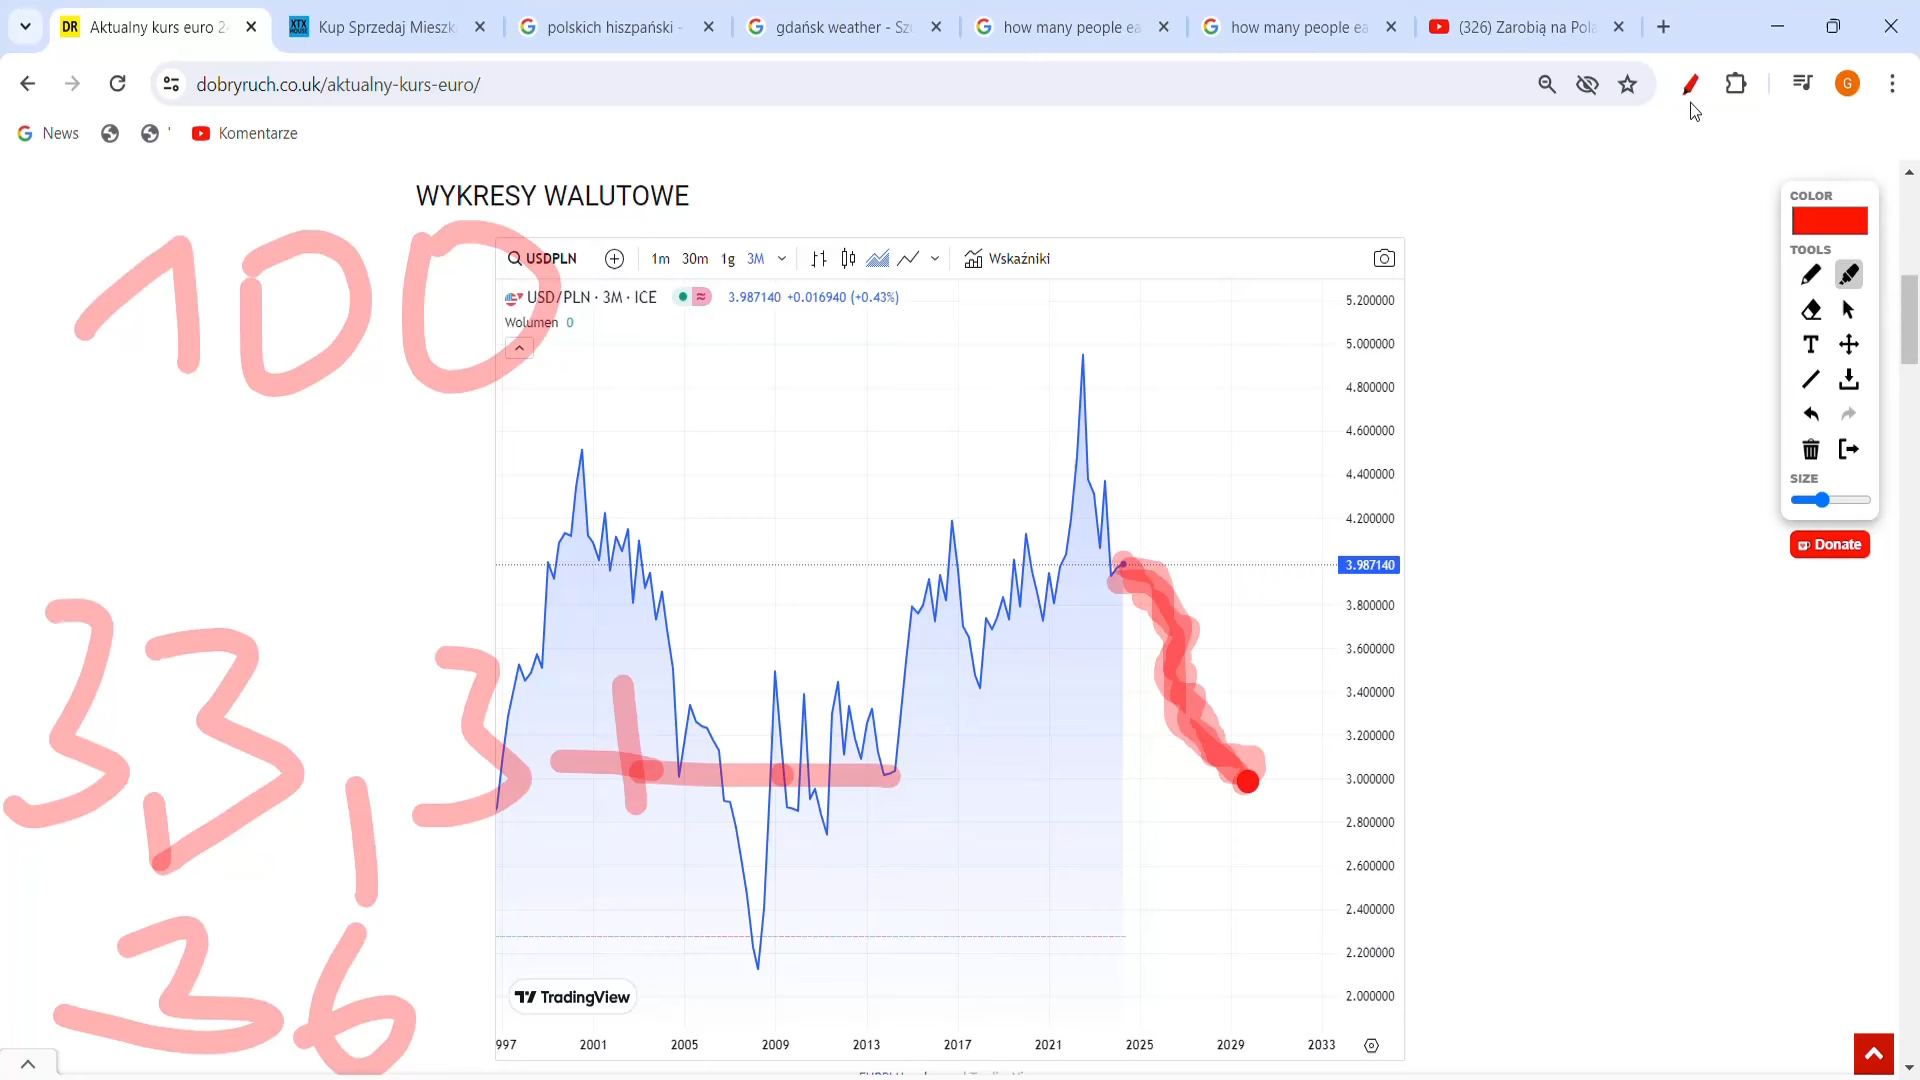 Aktualny kurs euro 2
Kup Sprzedaj Mieszk
polskich hiszpański -
gdańsk weather - Szu
how many people ea
how many people ea
(326) Zarobią na Pola
dobryruch.co.uk/aktualny-kurs-euro/
G
News
Komentarze
WYKRESY WALUTOWE
USDPLN
1m 30m 1g 3M
Wskaźniki
USD/PLN · 3M · ICE
3.987140 +0.016940 (+0.43%)
Wolumen 0
5.200000
5.000000
4.800000
4.600000
4.400000
4.200000
3.987140
3.800000
3.600000
3.400000
3.200000
3.000000
2.800000
2.600000
2.400000
2.200000
2.000000
TradingView
997 2001 2005 2009 2013 2017 2021 2025 2029 2033
100
33,3
36
COLOR
TOOLS
SIZE
Donate